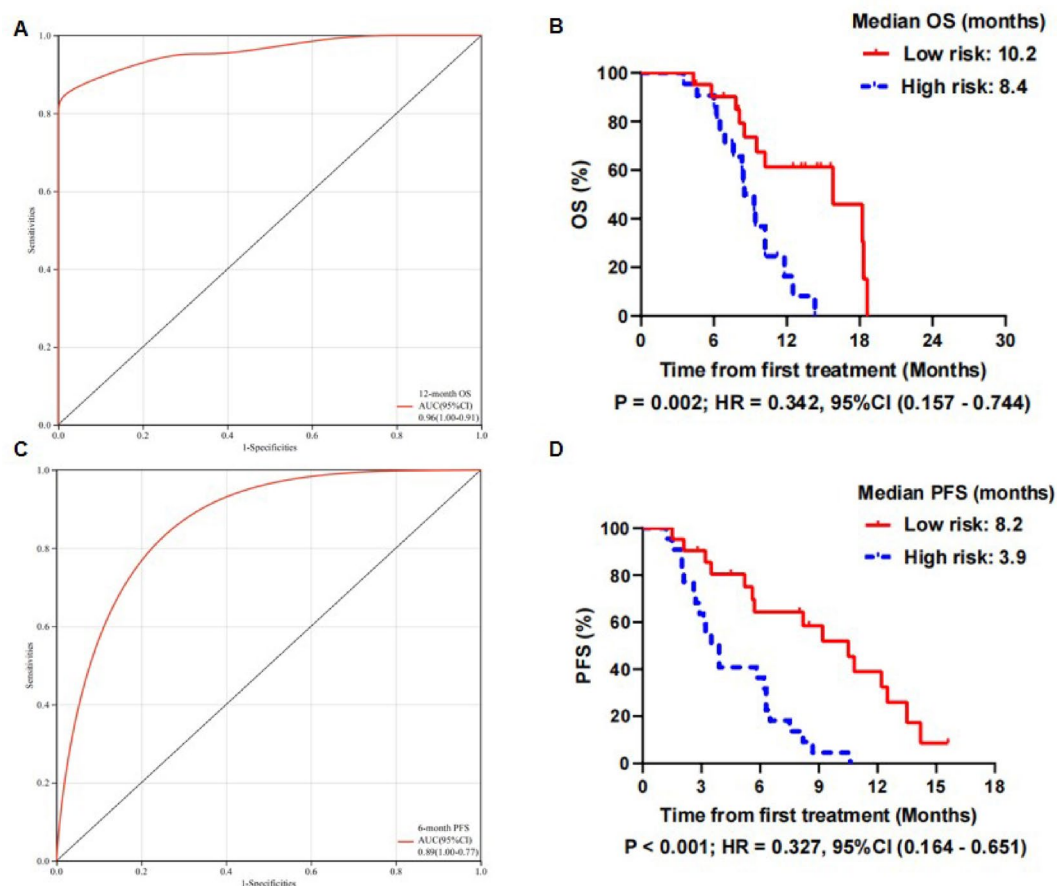 A
1.0
0.8
0.6
0.4
0.2
0.0
Sensitivities
0.0 0.2 0.4 0.6 0.8 1.0
1-Specificities
12-month OS
AUC(95%CI)
0.96(1.00-0.91)
B
Median OS (months)
Low risk: 10.2
High risk: 8.4
100
80
60
40
20
0
OS (%)
0 6 12 18 24 30
Time from first treatment (Months)
P = 0.002; HR = 0.342, 95%CI (0.157 - 0.744)
C
1.0
0.8
0.6
0.4
0.2
0.0
Sensitivities
0.0 0.2 0.4 0.6 0.8 1.0
1-Specificities
6-month PFS
AUC(95%CI)
0.89(1.00-0.77)
D
Median PFS (months)
Low risk: 8.2
High risk: 3.9
100
80
60
40
20
0
PFS (%)
0 3 6 9 12 15 18
Time from first treatment (Months)
P < 0.001; HR = 0.327, 95%CI (0.164 - 0.651)